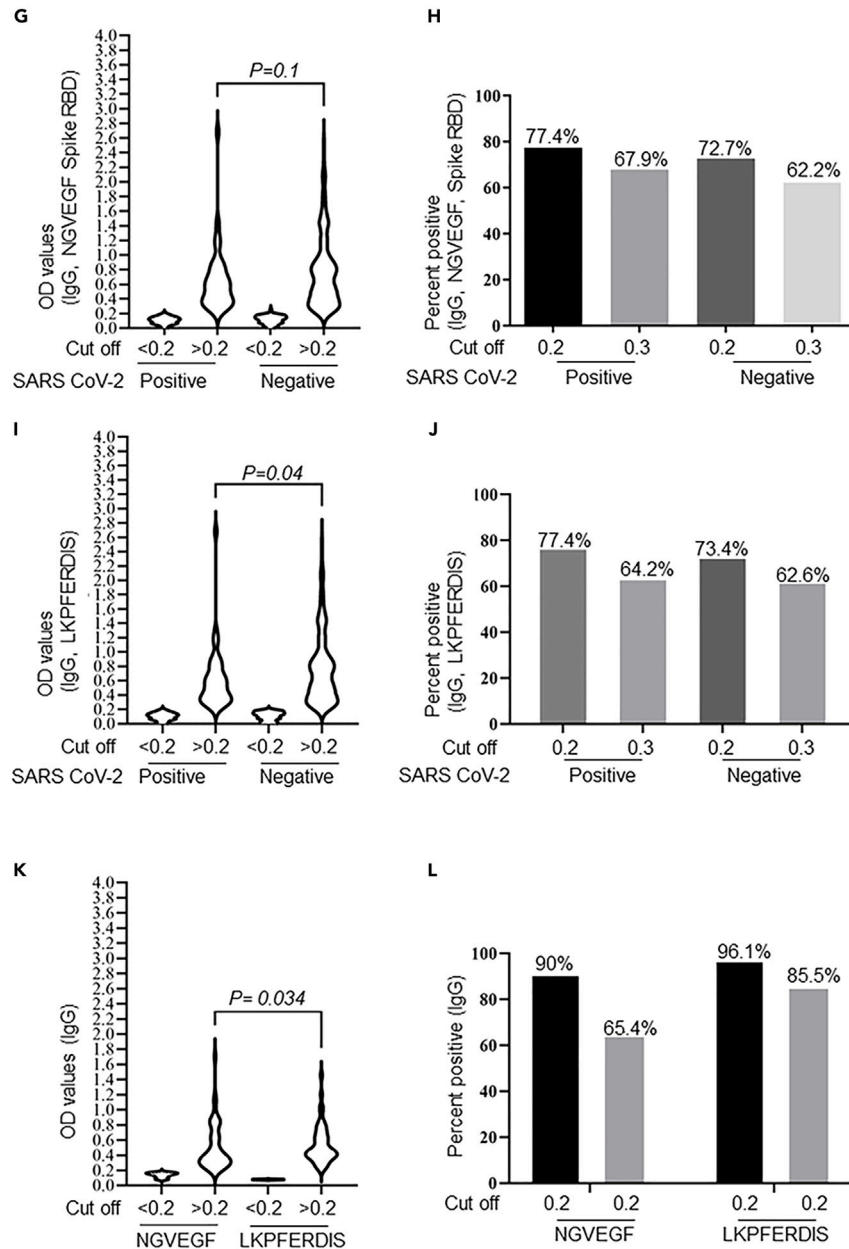 G
4.0
3.8
3.6
3.4
3.2
3.0
2.8
2.6
2.4
2.2
2.0
1.8
1.6
1.4
1.2
1.0
0.8
0.6
0.4
0.2
0.0
OD values
(IgG, NGVEGF Spike RBD)
P=0.1
Cut off <0.2 >0.2 <0.2 >0.2
SARS CoV-2 Positive Negative
H
100
80
60
40
20
0
Percent positive
(IgG, NGVEGF, Spike RBD)
77.4% 67.9% 72.7% 62.2%
Cut off 0.2 0.3 0.2 0.3
SARS CoV-2 Positive Negative
I
4.0
3.8
3.6
3.4
3.2
3.0
2.8
2.6
2.4
2.2
2.0
1.8
1.6
1.4
1.2
1.0
0.8
0.6
0.4
0.2
0.0
OD values
(IgG, LKPFERDIS)
P=0.04
Cut off <0.2 >0.2 <0.2 >0.2
SARS CoV-2 Positive Negative
J
100
80
60
40
20
0
Percent positive
(IgG, LKPFERDIS)
77.4% 64.2% 73.4% 62.6%
Cut off 0.2 0.3 0.2 0.3
SARS CoV-2 Positive Negative
K
4.0
3.8
3.6
3.4
3.2
3.0
2.8
2.6
2.4
2.2
2.0
1.8
1.6
1.4
1.2
1.0
0.8
0.6
0.4
0.2
0.0
OD values (IgG)
P= 0.034
Cut off <0.2 >0.2 <0.2 >0.2
NGVEGF LKPFERDIS
L
100
80
60
40
20
0
Percent positive (IgG)
90% 65.4% 96.1% 85.5%
Cut off 0.2 0.2 0.2 0.2
NGVEGF LKPFERDIS